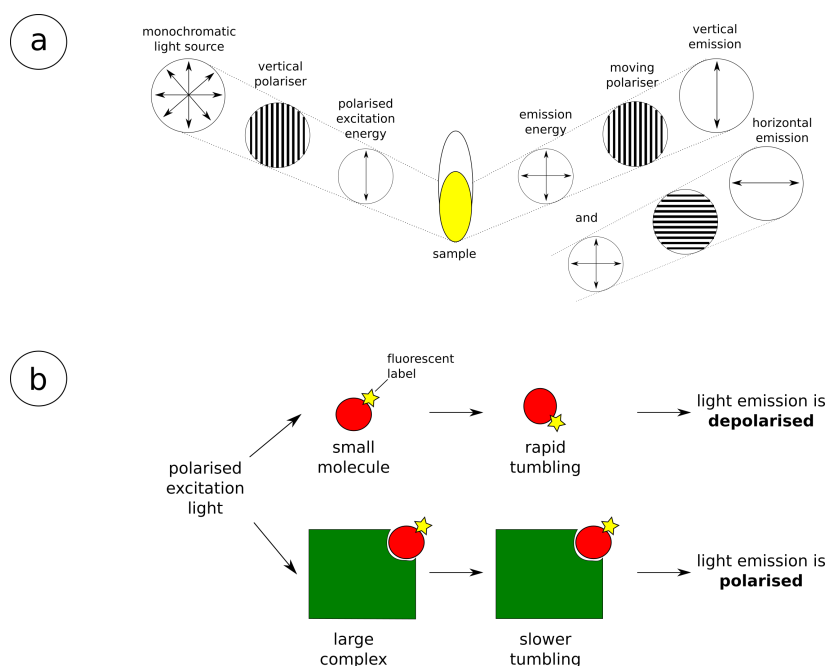 a
monochromatic
light source
vertical
polariser
polarised
excitation
energy
sample
emission
energy
moving
polariser
vertical
emission
and
horizontal
emission
b
polarised
excitation
light
fluorescent
label
small
molecule
rapid
tumbling
light emission is
depolarised
large
complex
slower
tumbling
light emission is
polarised